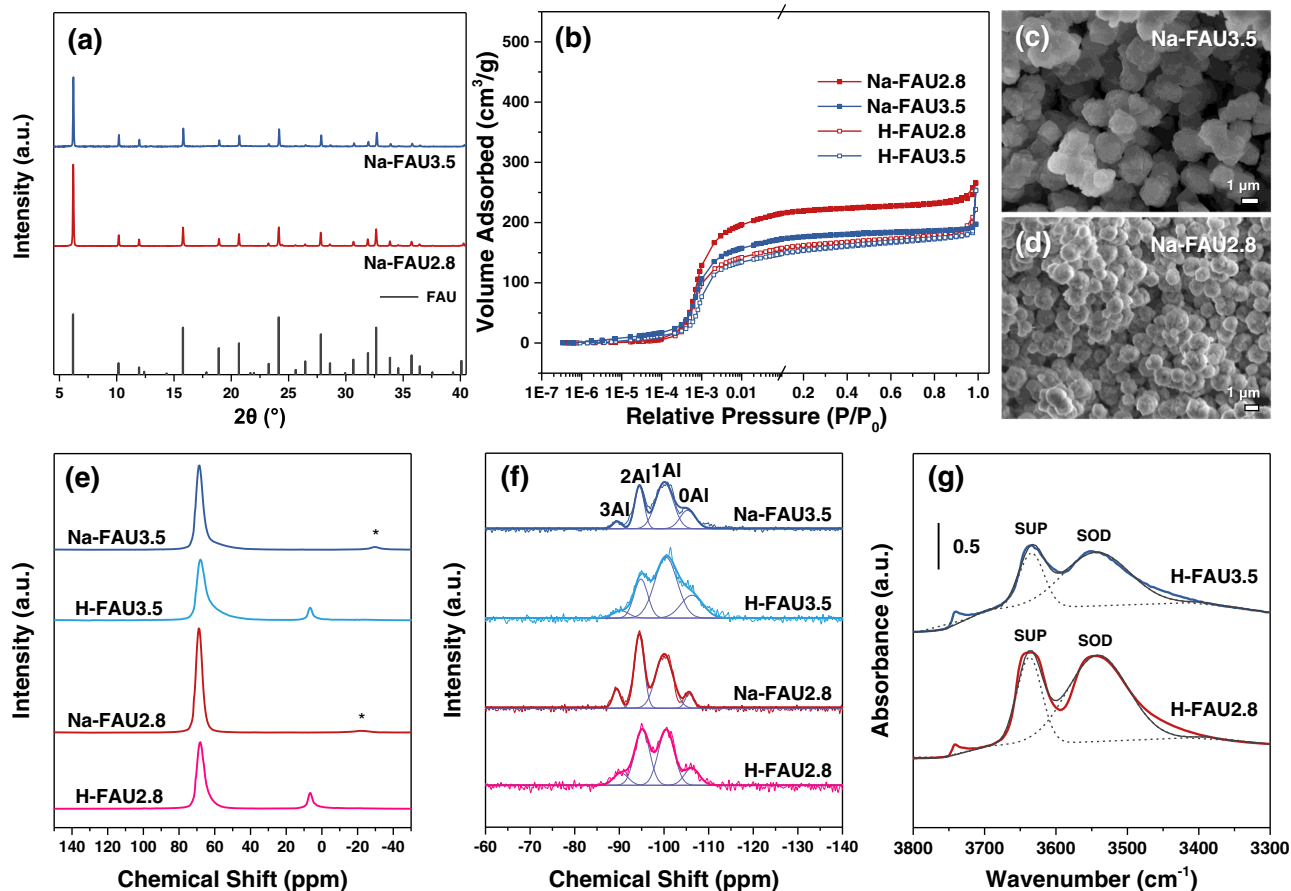 (a)
Intensity (a.u.)
Na-FAU3.5
Na-FAU2.8
FAU
5 10 15 20 25 30 35 40
2θ (°)
(b)
Volume Adsorbed (cm³/g)
500
400
300
200
100
0
Na-FAU2.8
Na-FAU3.5
H-FAU2.8
H-FAU3.5
1E-7 1E-6 1E-5 1E-4 1E-3 0.01 0.2 0.4 0.6 0.8 1.0
Relative Pressure (P/P₀)
(c)
Na-FAU3.5
1 μm
(d)
Na-FAU2.8
1 μm
(e)
Intensity (a.u.)
Na-FAU3.5
*
H-FAU3.5
Na-FAU2.8
*
H-FAU2.8
140 120 100 80 60 40 20 0 -20 -40
Chemical Shift (ppm)
(f)
Intensity (a.u.)
3Al 2Al 1Al 0Al
Na-FAU3.5
H-FAU3.5
Na-FAU2.8
H-FAU2.8
-60 -70 -80 -90 -100 -110 -120 -130 -140
Chemical Shift (ppm)
(g)
Absorbance (a.u.)
0.5
SUP SOD
H-FAU3.5
SUP SOD
H-FAU2.8
3800 3700 3600 3500 3400 3300
Wavenumber (cm⁻¹)